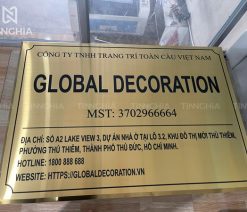 CÔNG TY TNHH TRANG TRÍ TOÀN CẦU VIỆT NAM
GLOBAL DECORATION
MST: 3702966664
ĐỊA CHỈ: SỐ A2 LAKE VIEW 3, DỰ ÁN NHÀ Ở TẠI LÔ 3.2, KHU ĐÔ THỊ MỚI THỦ THIÊM,
PHƯỜNG THỦ THIÊM, THÀNH PHỐ THỦ ĐỨC, HỒ CHÍ MINH.
HOTLINE: 1800 888 688
WEBSITE: HTTPS://GLOBALDECORATION.VN